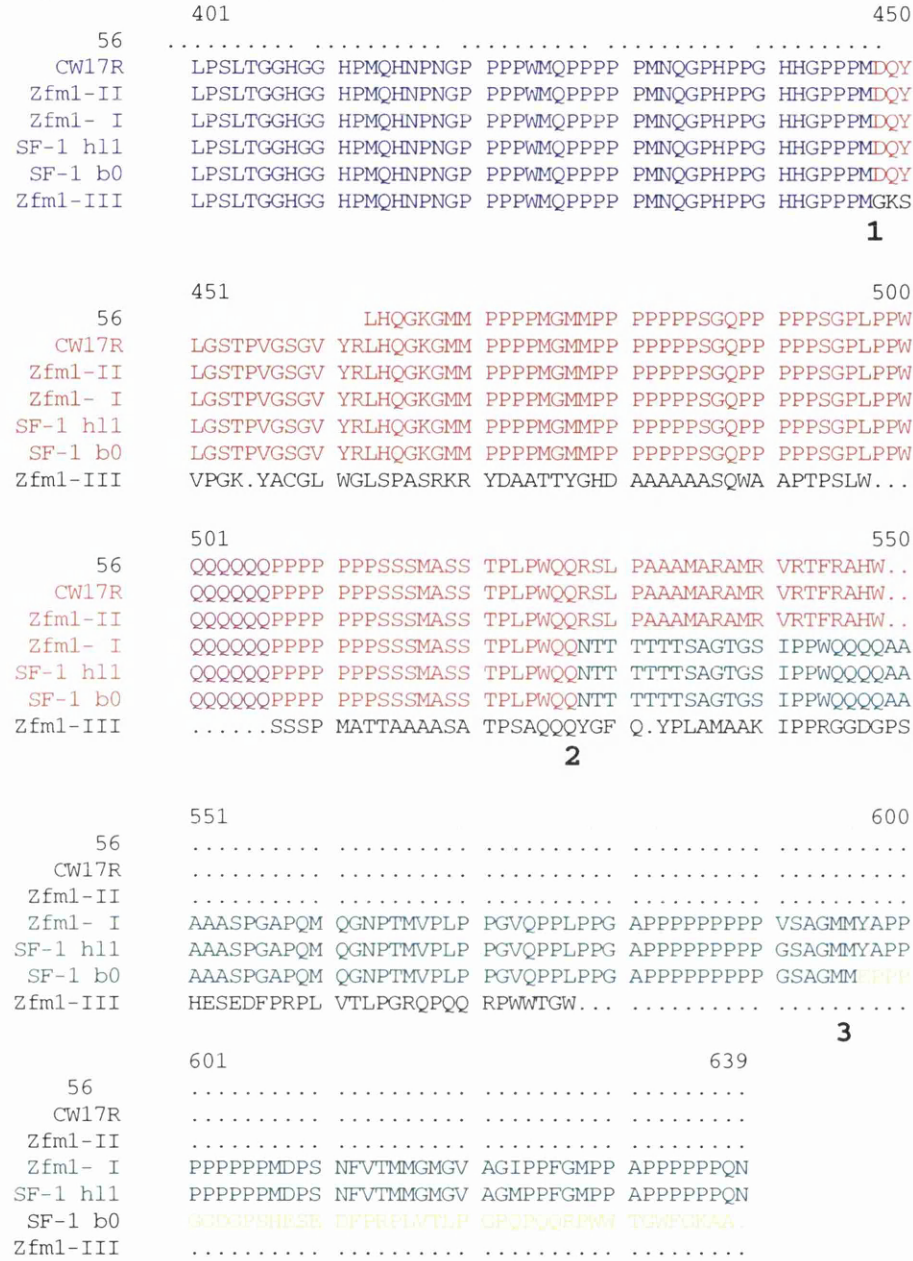 401 450
56 .......... .......... .......... .......... ..........
CW17R LPSLTGGHGG HPMQHNPNGP PPPWMQPPPP PMNQGPHPPG HHGPPPMDQY
Zfm1-II LPSLTGGHGG HPMQHNPNGP PPPWMQPPPP PMNQGPHPPG HHGPPPMDQY
Zfm1- I LPSLTGGHGG HPMQHNPNGP PPPWMQPPPP PMNQGPHPPG HHGPPPMDQY
SF-1 hl1 LPSLTGGHGG HPMQHNPNGP PPPWMQPPPP PMNQGPHPPG HHGPPPMDQY
SF-1 b0 LPSLTGGHGG HPMQHNPNGP PPPWMQPPPP PMNQGPHPPG HHGPPPMDQY
Zfm1-III LPSLTGGHGG HPMQHNPNGP PPPWMQPPPP PMNQGPHPPG HHGPPPMGKS
1
451 500
56 LHQGKGMM PPPPMGMMPP PPPPPSGQPP PPPSGPLPPW
CW17R LGSTPVGSGV YRLHQGKGMM PPPPMGMMPP PPPPPSGQPP PPPSGPLPPW
Zfm1-II LGSTPVGSGV YRLHQGKGMM PPPPMGMMPP PPPPPSGQPP PPPSGPLPPW
Zfm1- I LGSTPVGSGV YRLHQGKGMM PPPPMGMMPP PPPPPSGQPP PPPSGPLPPW
SF-1 hl1 LGSTPVGSGV YRLHQGKGMM PPPPMGMMPP PPPPPSGQPP PPPSGPLPPW
SF-1 b0 LGSTPVGSGV YRLHQGKGMM PPPPMGMMPP PPPPPSGQPP PPPSGPLPPW
Zfm1-III VPGK.YACGL WGLSPASRKR YDAATTYGHD AAAAAASQWA APTPSLW...
501 550
56 QQQQQQPPPP PPPSSSMASS TPLPWQQRSL PAAAMARAMR VRTFRAHW..
CW17R QQQQQQPPPP PPPSSSMASS TPLPWQQRSL PAAAMARAMR VRTFRAHW..
Zfm1-II QQQQQQPPPP PPPSSSMASS TPLPWQQRSL PAAAMARAMR VRTFRAHW..
Zfm1- I QQQQQQPPPP PPPSSSMASS TPLPWQQNTT TTTTSAGTGS IPPWQQQQAA
SF-1 hl1 QQQQQQPPPP PPPSSSMASS TPLPWQQNTT TTTTSAGTGS IPPWQQQQAA
SF-1 b0 QQQQQQPPPP PPPSSSMASS TPLPWQQNTT TTTTSAGTGS IPPWQQQQAA
Zfm1-III ......SSSP MATTAAAASA TPSAQQQYGF Q.YPLAMAAK IPPRGGDGPS
2
551 600
56 .......... .......... .......... .......... ..........
CW17R .......... .......... .......... .......... ..........
Zfm1-II .......... .......... .......... .......... ..........
Zfm1- I AAASPGAPQM QGNPTMVPLP PGVQPPLPPG APPPPPPPPP VSAGMMYAPP
SF-1 hl1 AAASPGAPQM QGNPTMVPLP PGVQPPLPPG APPPPPPPPP GSAGMMYAPP
SF-1 b0 AAASPGAPQM QGNPTMVPLP PGVQPPLPPG APPPPPPPPP GSAGMMEPPR
Zfm1-III HESEDFPRPL VTLPGRQPQQ RPWWTGW... .......... ..........
3
601 639
56 .......... .......... .......... .........
CW17R .......... .......... .......... .........
Zfm1-II .......... .......... .......... .........
Zfm1- I PPPPPPMDPS NFVTMMGMGV AGIPPFGMPP APPPPPPQN
SF-1 hl1 PPPPPPMDPS NFVTMMGMGV AGMPPFGMPP APPPPPPQN
SF-1 b0 GGDGPSHESE DFPRPLVTLP GPQPQQRPWW TGWFGKAA.
Zfm1-III .......... .......... .......... .........